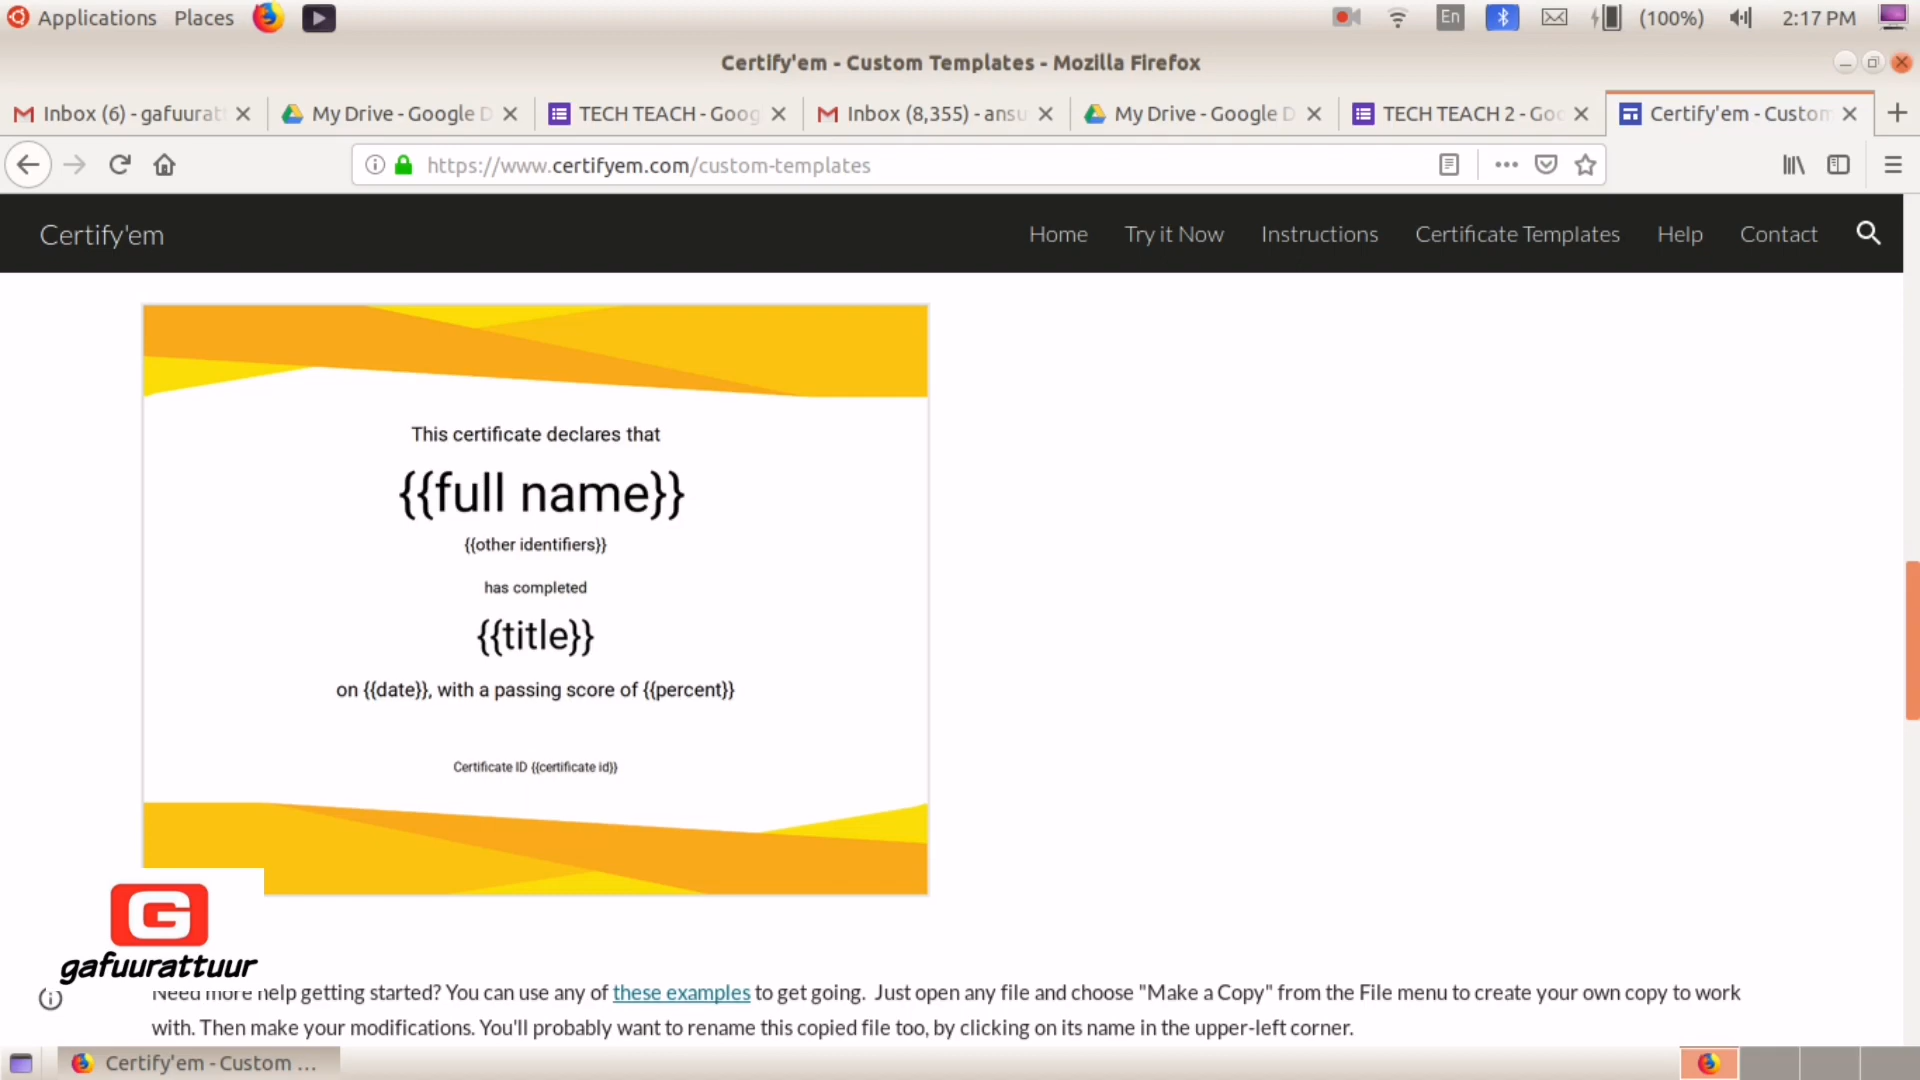 Applications Places En (100%) 2:17 PM
Certify'em - Custom Templates - Mozilla Firefox
Inbox (6) - gafuurat My Drive - Google D TECH TEACH - Goog Inbox (8,355) - ansu My Drive - Google D TECH TEACH 2 - Goo Certify'em - Custom
https://www.certifyem.com/custom-templates
Certify'em Home Try it Now Instructions Certificate Templates Help Contact
This certificate declares that
{{full name}}
{{other identifiers}}
has completed
{{title}}
on {{date}}, with a passing score of {{percent}}
Certificate ID {{certificate id}}
G
gafuurattuur
Need more help getting started? You can use any of these examples to get going. Just open any file and choose "Make a Copy" from the File menu to create your own copy to work
with. Then make your modifications. You'll probably want to rename this copied file too, by clicking on its name in the upper-left corner.
Certify'em - Custom ...